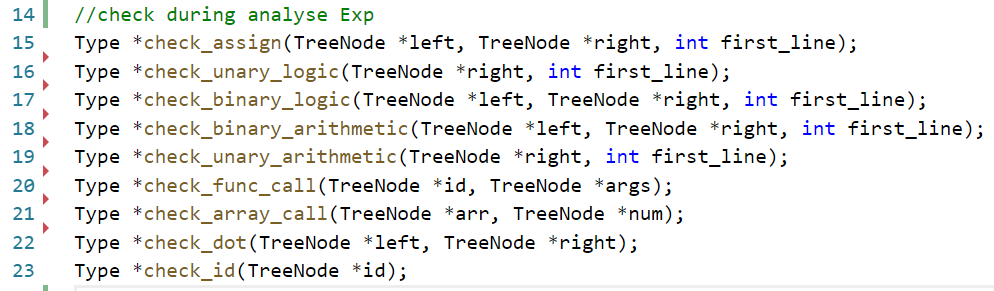 14 //check during analyse Exp
15 Type *check_assign(TreeNode *left, TreeNode *right, int first_line);
16 Type *check_unary_logic(TreeNode *right, int first_line);
17 Type *check_binary_logic(TreeNode *left, TreeNode *right, int first_line);
18 Type *check_binary_arithmetic(TreeNode *left, TreeNode *right, int first_line);
19 Type *check_unary_arithmetic(TreeNode *right, int first_line);
20 Type *check_func_call(TreeNode *id, TreeNode *args);
21 Type *check_array_call(TreeNode *arr, TreeNode *num);
22 Type *check_dot(TreeNode *left, TreeNode *right);
23 Type *check_id(TreeNode *id);